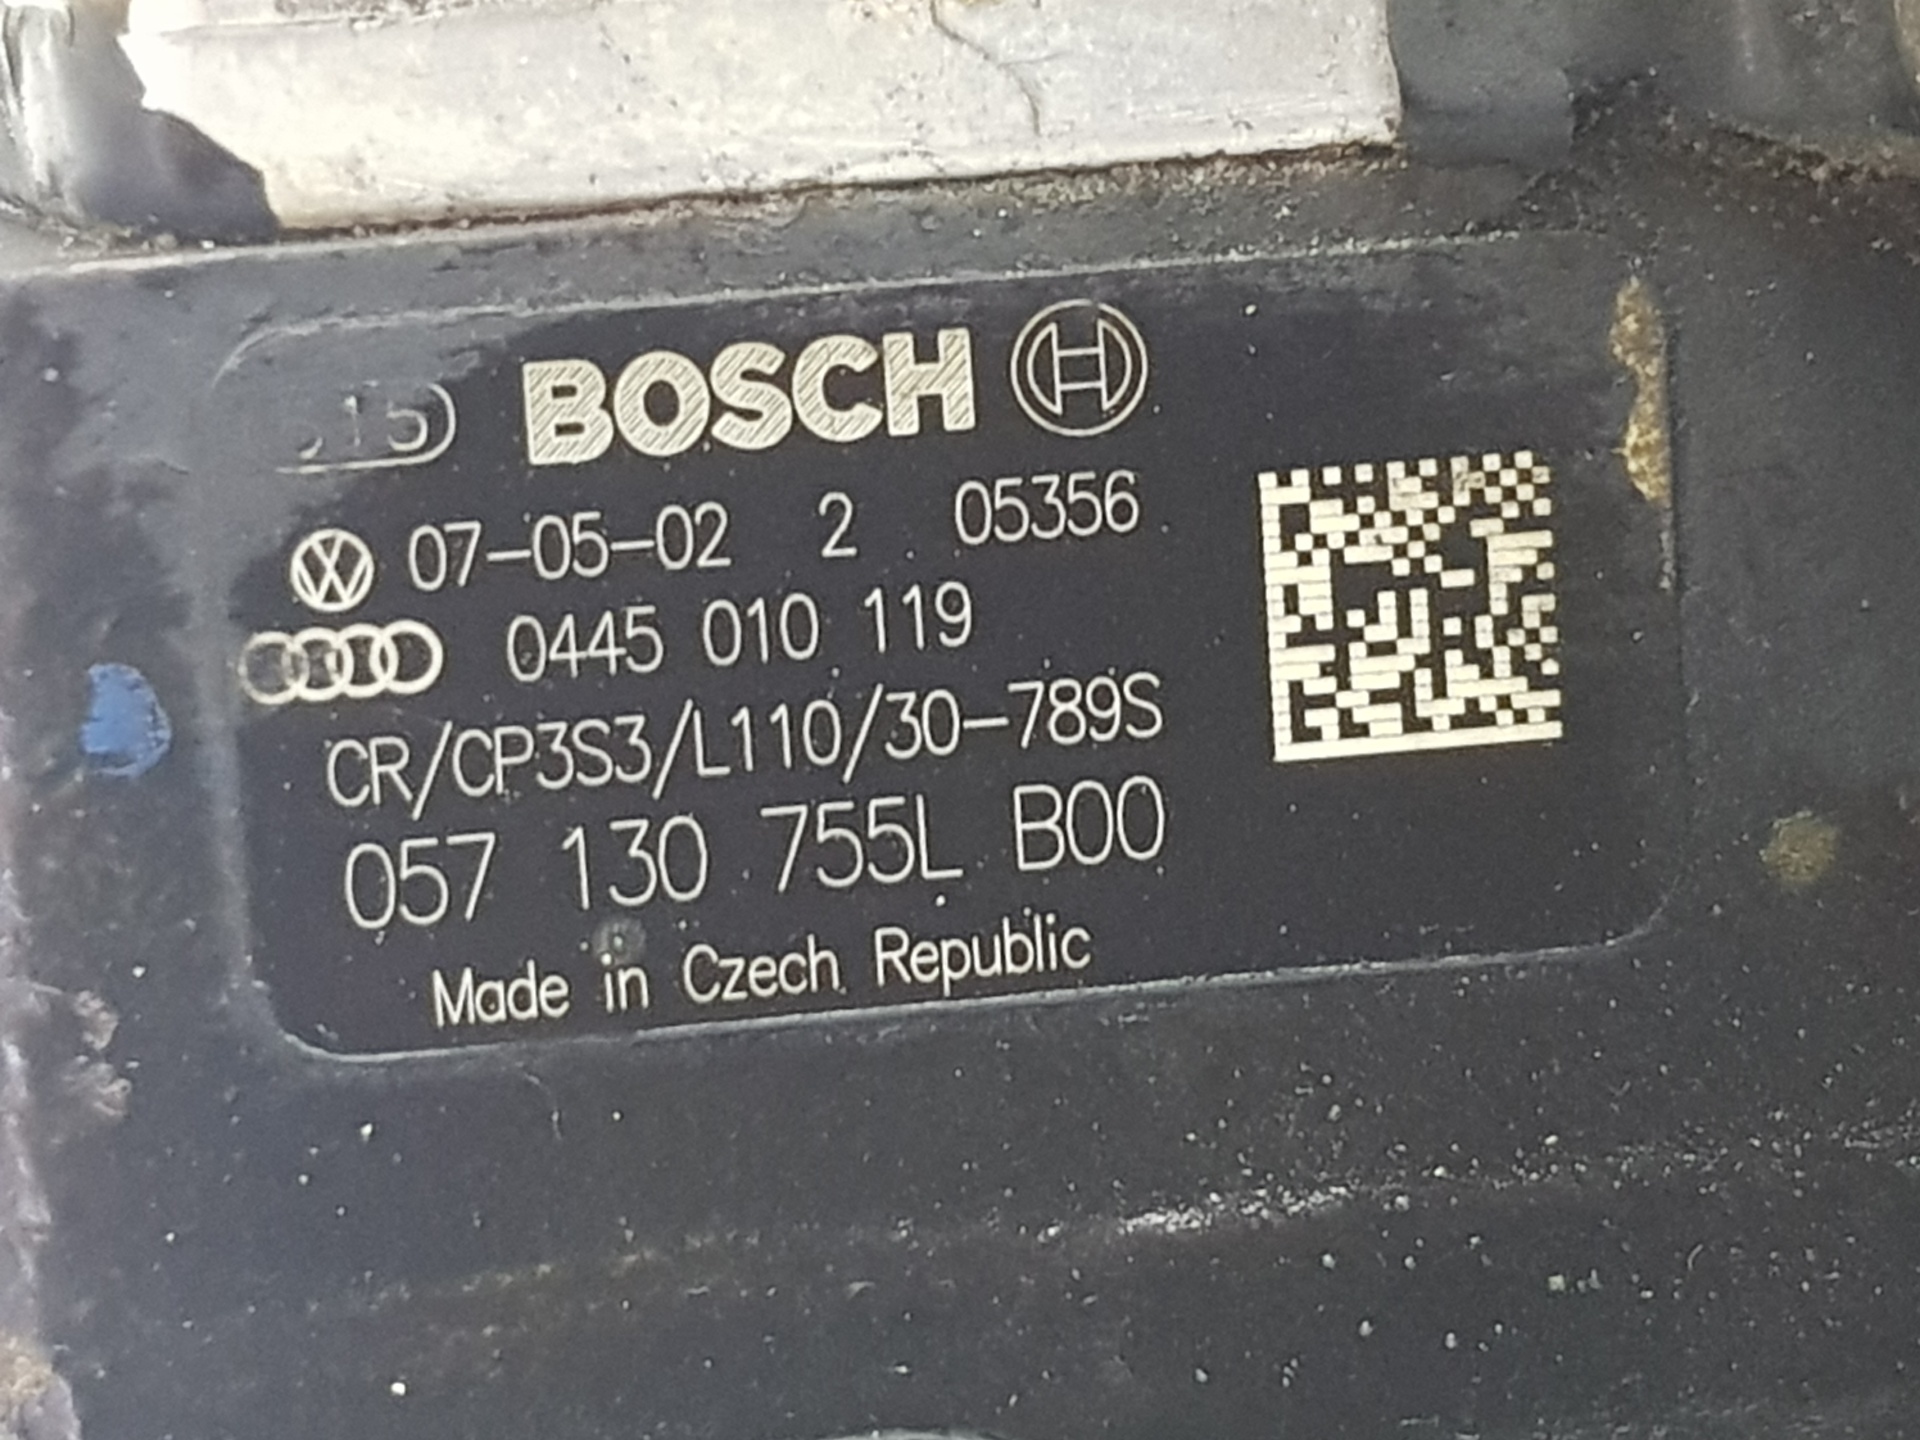 BOSCH
07-05-02 2 05356
0445 010 119
CR/CP3S3/L110/30-789S
057 130 755L B00
Made in Czech Republic